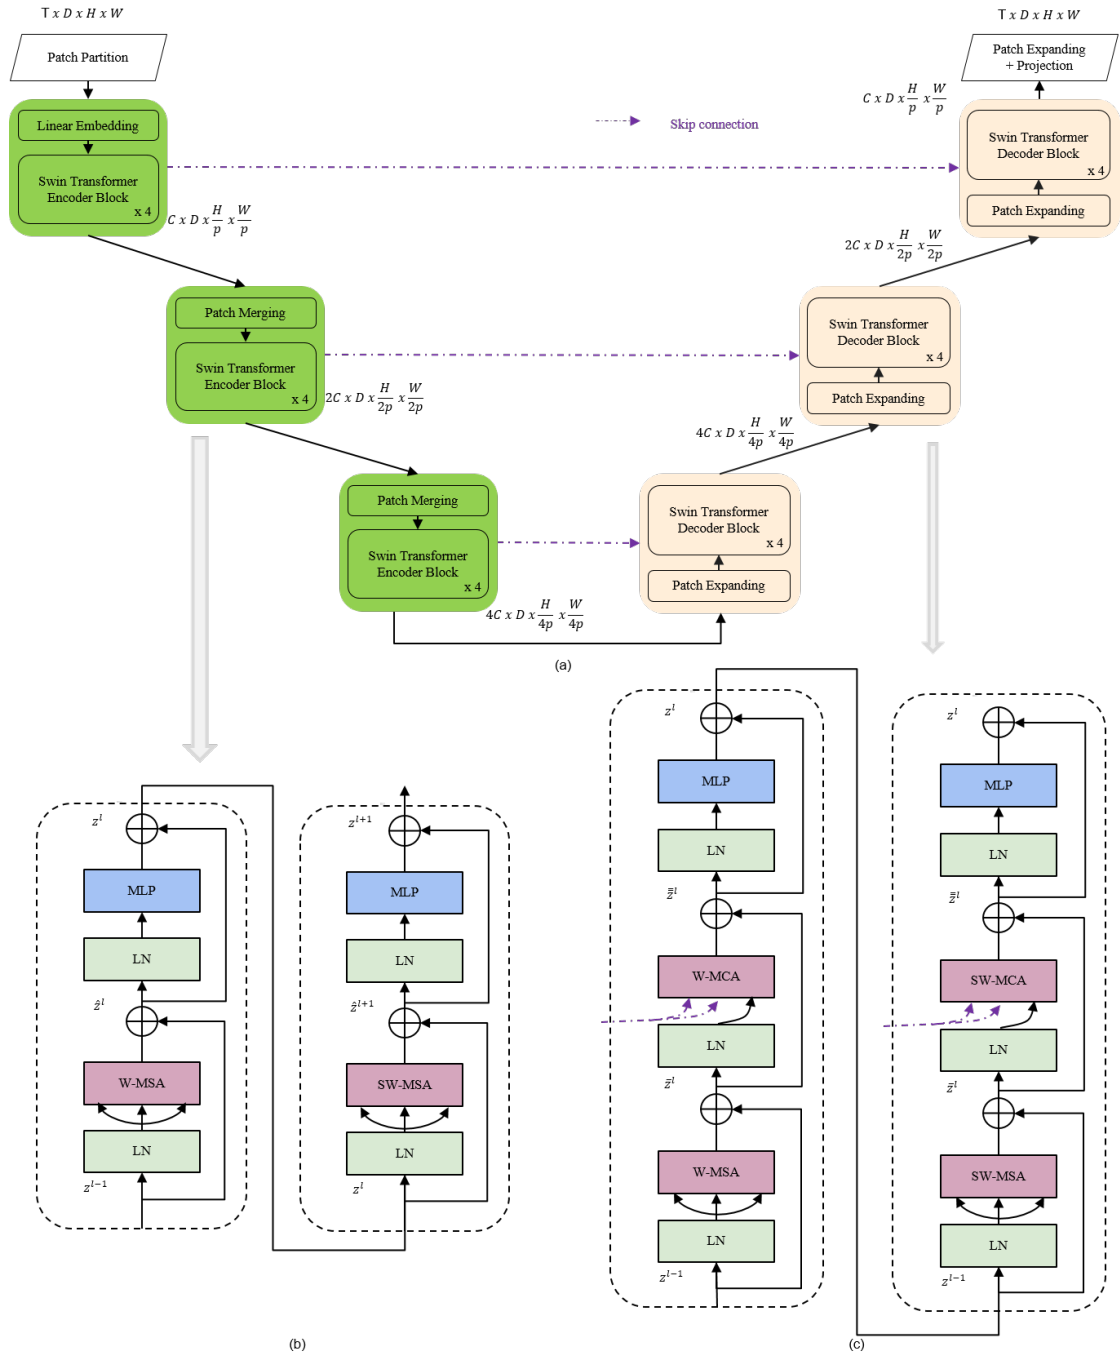 T x D x H x W
Patch Partition
Linear Embedding
Swin Transformer
Encoder Block
x 4
C x D x H/p x W/p
Patch Merging
Swin Transformer
Encoder Block
x 4
2C x D x H/2p x W/2p
Patch Merging
Swin Transformer
Encoder Block
x 4
4C x D x H/4p x W/4p
Skip connection
T x D x H x W
Patch Expanding
+ Projection
C x D x H/p x W/p
Swin Transformer
Decoder Block
x 4
Patch Expanding
2C x D x H/2p x W/2p
Swin Transformer
Decoder Block
x 4
Patch Expanding
4C x D x H/4p x W/4p
Swin Transformer
Decoder Block
x 4
Patch Expanding
(a)
z^l
MLP
LN
ẑ^l
W-MSA
LN
z^{l−1}
z^{l+1}
MLP
LN
ẑ^{l+1}
SW-MSA
LN
z^l
(b)
z^l
MLP
LN
z̿^l
W-MCA
LN
z̄^l
W-MSA
LN
z^{l−1}
z^l
MLP
LN
z̿^l
SW-MCA
LN
z̄^l
SW-MSA
LN
z^{l−1}
(c)